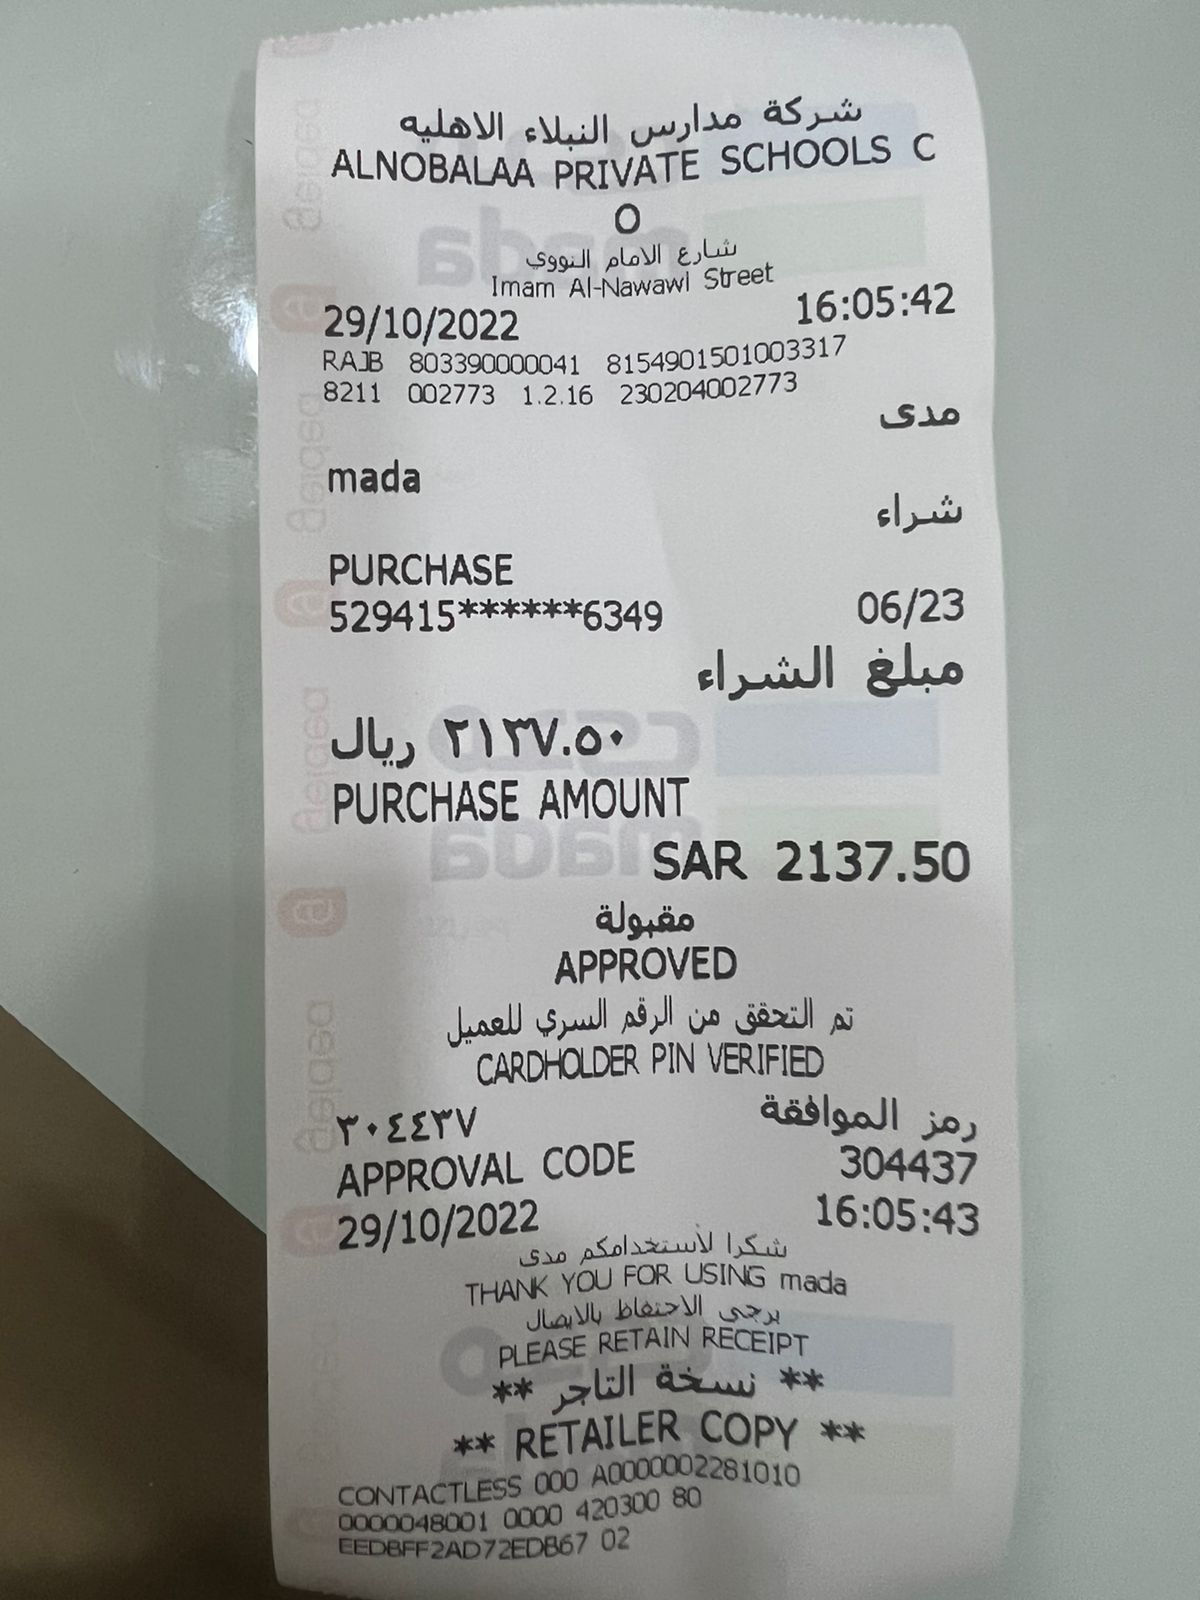 شركة مدارس النبلاء الاهليه
ALNOBALAA PRIVATE SCHOOLS C
O
شارع الامام النووي
Imam Al-Nawawi Street
29/10/2022 16:05:42
RAJB 803390000041 8154901501003317
8211 002773 1.2.16 230204002773
مدى
mada
شراء
PURCHASE
529415******6349 06/23
مبلغ الشراء
٢١٣٧.٥٠ ريال
PURCHASE AMOUNT
SAR 2137.50
مقبولة
APPROVED
تم التحقق من الرقم السري للعميل
CARDHOLDER PIN VERIFIED
رمز الموافقة ٣٠٤٤٣٧
APPROVAL CODE 304437
29/10/2022 16:05:43
شكرا لأستخدامكم مدى
THANK YOU FOR USING mada
يرجى الاحتفاظ بالايصال
PLEASE RETAIN RECEIPT
** نسخة التاجر **
** RETAILER COPY **
CONTACTLESS 000 A0000002281010
0000048001 0000 420300 80
EEDBFF2AD72EDB67 02